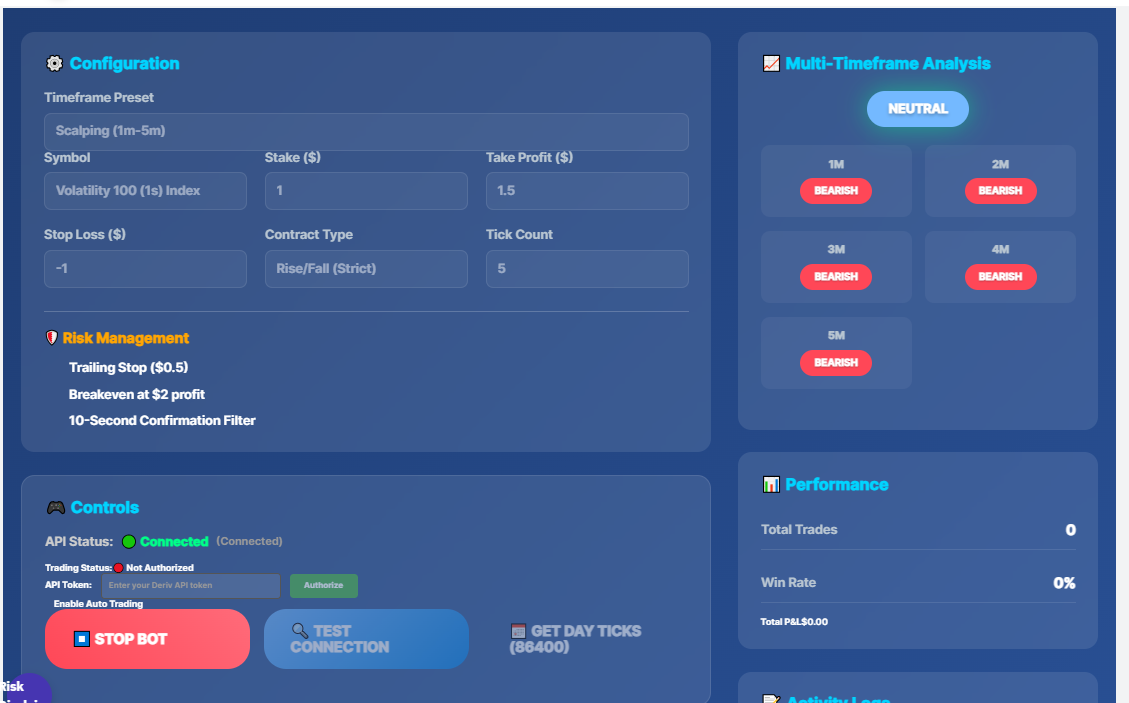 Configuration
Timeframe Preset
Scalping (1m-5m)
Symbol
Stake ($)
Take Profit ($)
Volatility 100 (1s) Index
1
1.5
Stop Loss ($)
Contract Type
Tick Count
-1
Rise/Fall (Strict)
5
Risk Management
Trailing Stop ($0.5)
Breakeven at $2 profit
10-Second Confirmation Filter
Controls
API Status:
Connected
(Connected)
Trading Status:
Not Authorized
API Token:
Enter your Deriv API token
Authorize
Enable Auto Trading
STOP BOT
TEST
CONNECTION
GET DAY TICKS
(86400)
Risk
Multi-Timeframe Analysis
NEUTRAL
1M
BEARISH
2M
BEARISH
3M
BEARISH
4M
BEARISH
5M
BEARISH
Performance
Total Trades
0
Win Rate
0%
Total P&L$0.00
Activity Logs